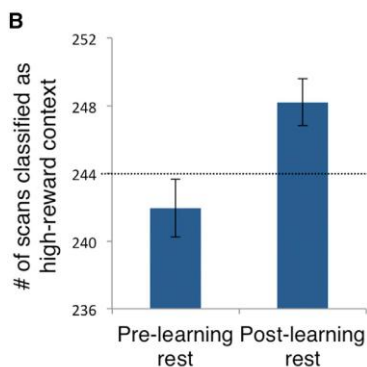 B
# of scans classified as
high-reward context
252
248
244
240
236
Pre-learning rest
Post-learning rest